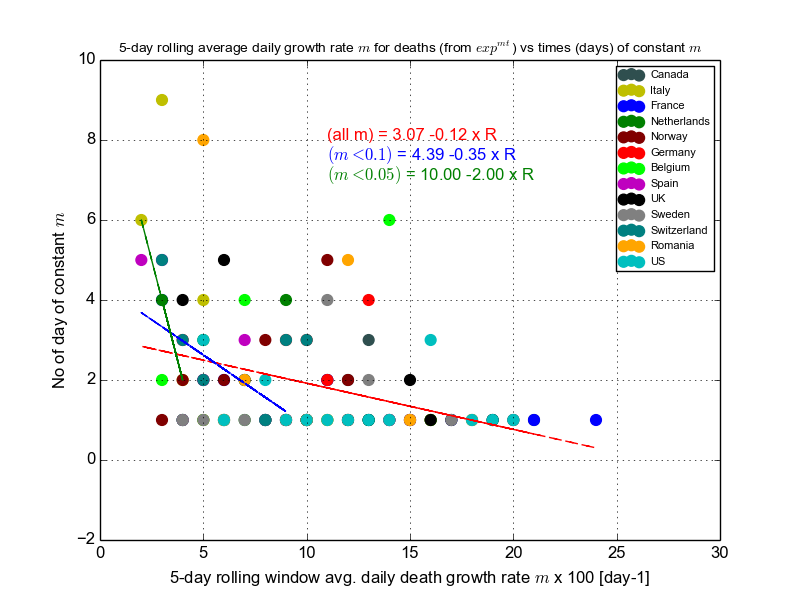 5-day rolling average daily growth rate m for deaths (from exp^mt) vs times (days) of constant m
10
8
6
4
2
0
−2
No of day of constant m
(all m) = 3.07 -0.12 x R
(m <0.1) = 4.39 -0.35 x R
(m <0.05) = 10.00 -2.00 x R
Canada
Italy
France
Netherlands
Norway
Germany
Belgium
Spain
UK
Sweden
Switzerland
Romania
US
0 5 10 15 20 25 30
5-day rolling window avg. daily death growth rate m x 100 [day-1]